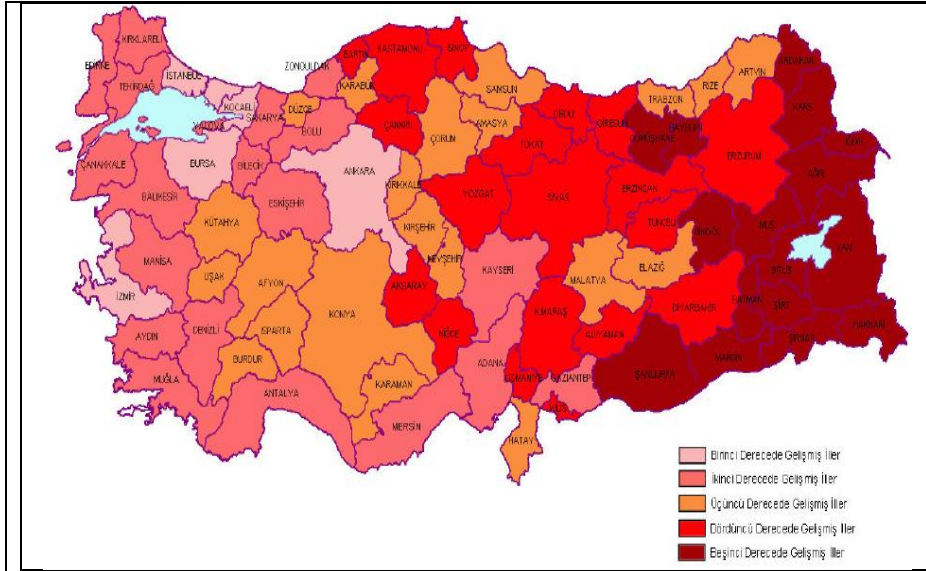 KIRKLARELİ
EDİRNE
TEKİRDAĞ
İSTANBUL
KOCAELİ
YALOVA
SAKARYA
DÜZCE
ZONGULDAK
BARTIN
KARABÜK
KASTAMONU
SİNOP
SAMSUN
ÇANKIRI
ÇORUM
AMASYA
TOKAT
ORDU
GİRESUN
GÜMÜŞHANE
BAYBURT
TRABZON
RİZE
ARTVİN
ARDAHAN
KARS
IĞDIR
AĞRI
ERZURUM
ERZİNCAN
ÇANAKKALE
BALIKESİR
BURSA
BİLECİK
BOLU
ESKİŞEHİR
ANKARA
KIRIKKALE
YOZGAT
SİVAS
TUNCELİ
BİNGÖL
MUŞ
VAN
BİTLİS
KÜTAHYA
MANİSA
UŞAK
AFYON
KIRŞEHİR
NEVŞEHİR
KAYSERİ
MALATYA
ELAZIĞ
DİYARBAKIR
BATMAN
SİİRT
ŞIRNAK
HAKKARİ
İZMİR
AYDIN
DENİZLİ
ISPARTA
BURDUR
KONYA
AKSARAY
NİĞDE
K.MARAŞ
ADIYAMAN
ŞANLIURFA
MARDİN
MUĞLA
ANTALYA
KARAMAN
MERSİN
ADANA
OSMANİYE
GAZİANTEP
KİLİS
HATAY
Birinci Derecede Gelişmiş İller
İkinci Derecede Gelişmiş İller
Üçüncü Derecede Gelişmiş İller
Dördüncü Derecede Gelişmiş İller
Beşinci Derecede Gelişmiş İller